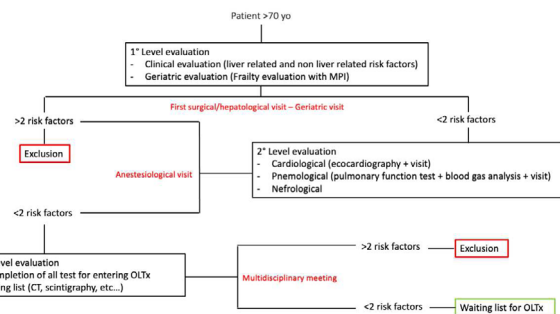 Patient >70 yo
1° Level evaluation
- Clinical evaluation (liver related and non liver related risk factors)
- Geriatric evaluation (Frailty evaluation with MPI)
First surgical/hepatological visit – Geriatric visit
>2 risk factors
<2 risk factors
Exclusion
2° Level evaluation
- Cardiological (ecocardiography + visit)
- Pnemological (pulmonary function test + blood gas analysis + visit)
- Nefrological
Anestesiological visit
<2 risk factors
evaluation
of all test for entering OLTx
list (CT, scintigraphy, etc...)
>2 risk factors
Exclusion
Multidisciplinary meeting
<2 risk factors
Waiting list for OLTx